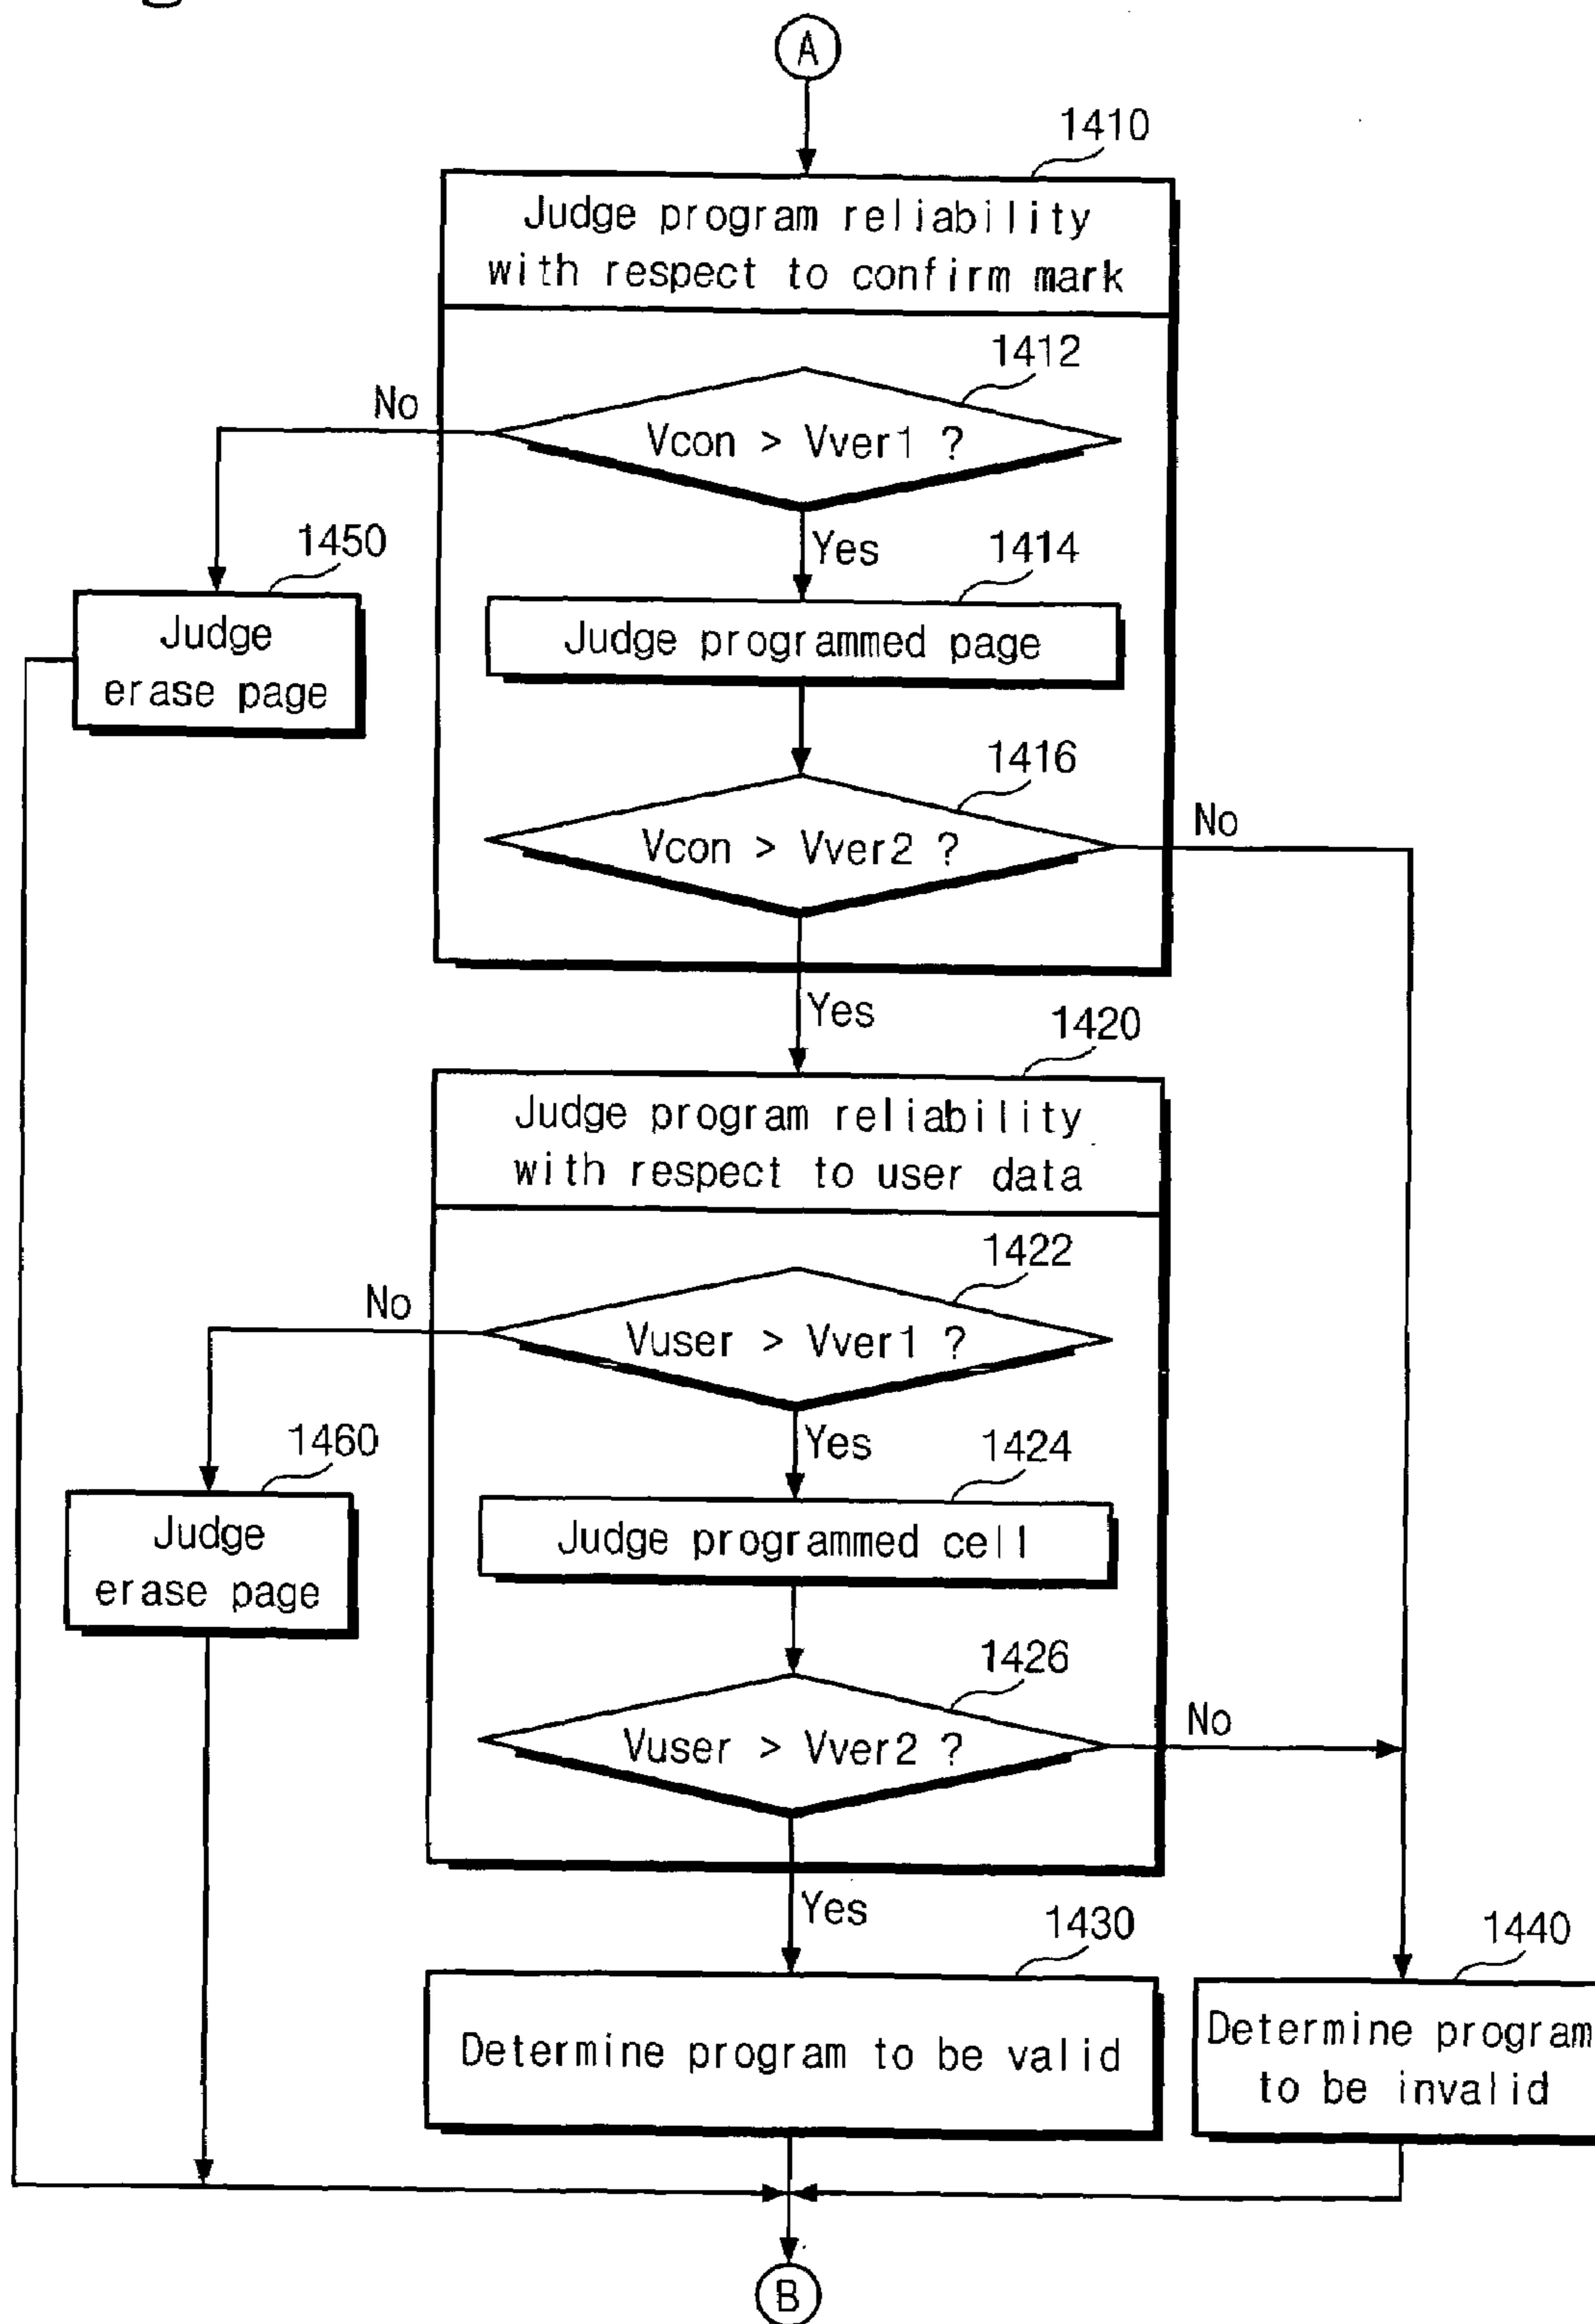 A
1410
Judge program reliability
with respect to confirm mark
1412
No
Vcon > Vver1 ?
1450
Yes
1414
Judge
erase page
Judge programmed page
1416
No
Vcon > Vver2 ?
Yes
1420
Judge program reliability
with respect to user data
1422
No
Vuser > Vver1 ?
1460
Yes
1424
Judge
erase page
Judge programmed cell
1426
No
Vuser > Vver2 ?
Yes
1430
1440
Determine program to be valid
Determine program
to be invalid
B